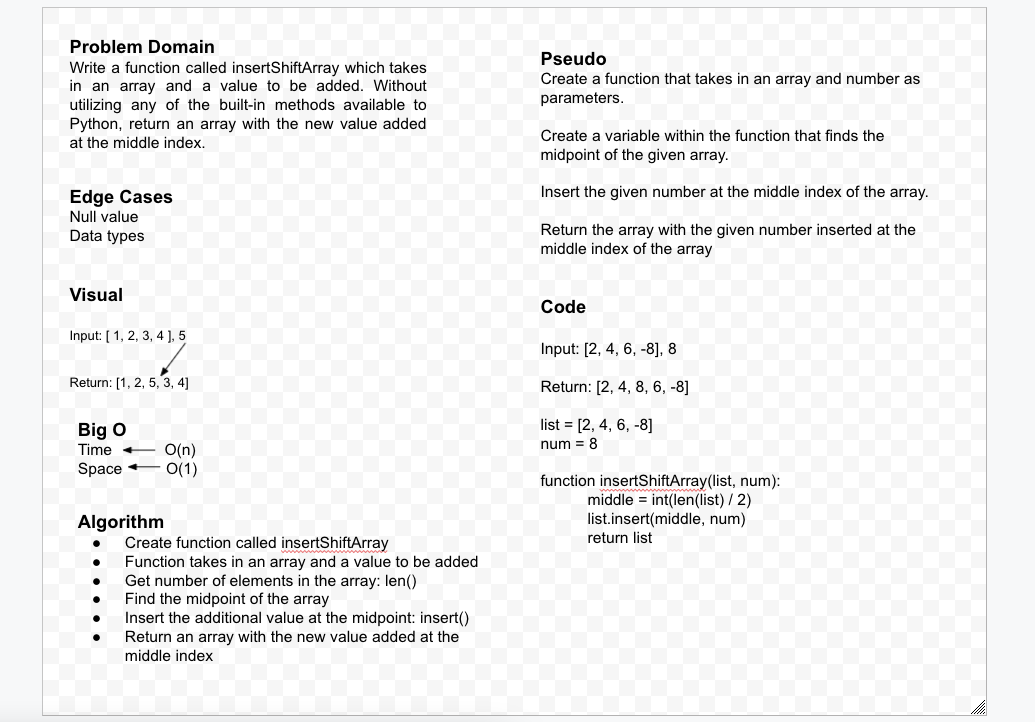 Problem Domain
Write a function called insertShiftArray which takes
in an array and a value to be added. Without
utilizing any of the built-in methods available to
Python, return an array with the new value added
at the middle index.
Edge Cases
Null value
Data types
Visual
Input: [ 1, 2, 3, 4 ], 5
Return: [1, 2, 5, 3, 4]
Big O
Time O(n)
Space O(1)
Algorithm
● Create function called insertShiftArray
● Function takes in an array and a value to be added
● Get number of elements in the array: len()
● Find the midpoint of the array
● Insert the additional value at the midpoint: insert()
● Return an array with the new value added at the
middle index
Pseudo
Create a function that takes in an array and number as
parameters.
Create a variable within the function that finds the
midpoint of the given array.
Insert the given number at the middle index of the array.
Return the array with the given number inserted at the
middle index of the array
Code
Input: [2, 4, 6, -8], 8
Return: [2, 4, 8, 6, -8]
list = [2, 4, 6, -8]
num = 8
function insertShiftArray(list, num):
middle = int(len(list) / 2)
list.insert(middle, num)
return list